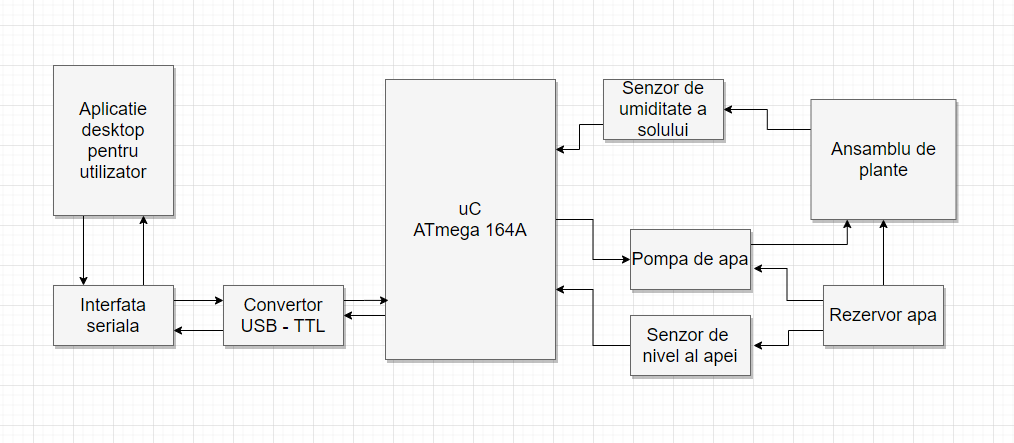 Aplicatie
desktop
pentru
utilizator
Interfata
seriala
Convertor
USB - TTL
uC
ATmega 164A
Senzor de
umiditate a
solului
Pompa de apa
Senzor de
nivel al apei
Ansamblu de
plante
Rezervor apa